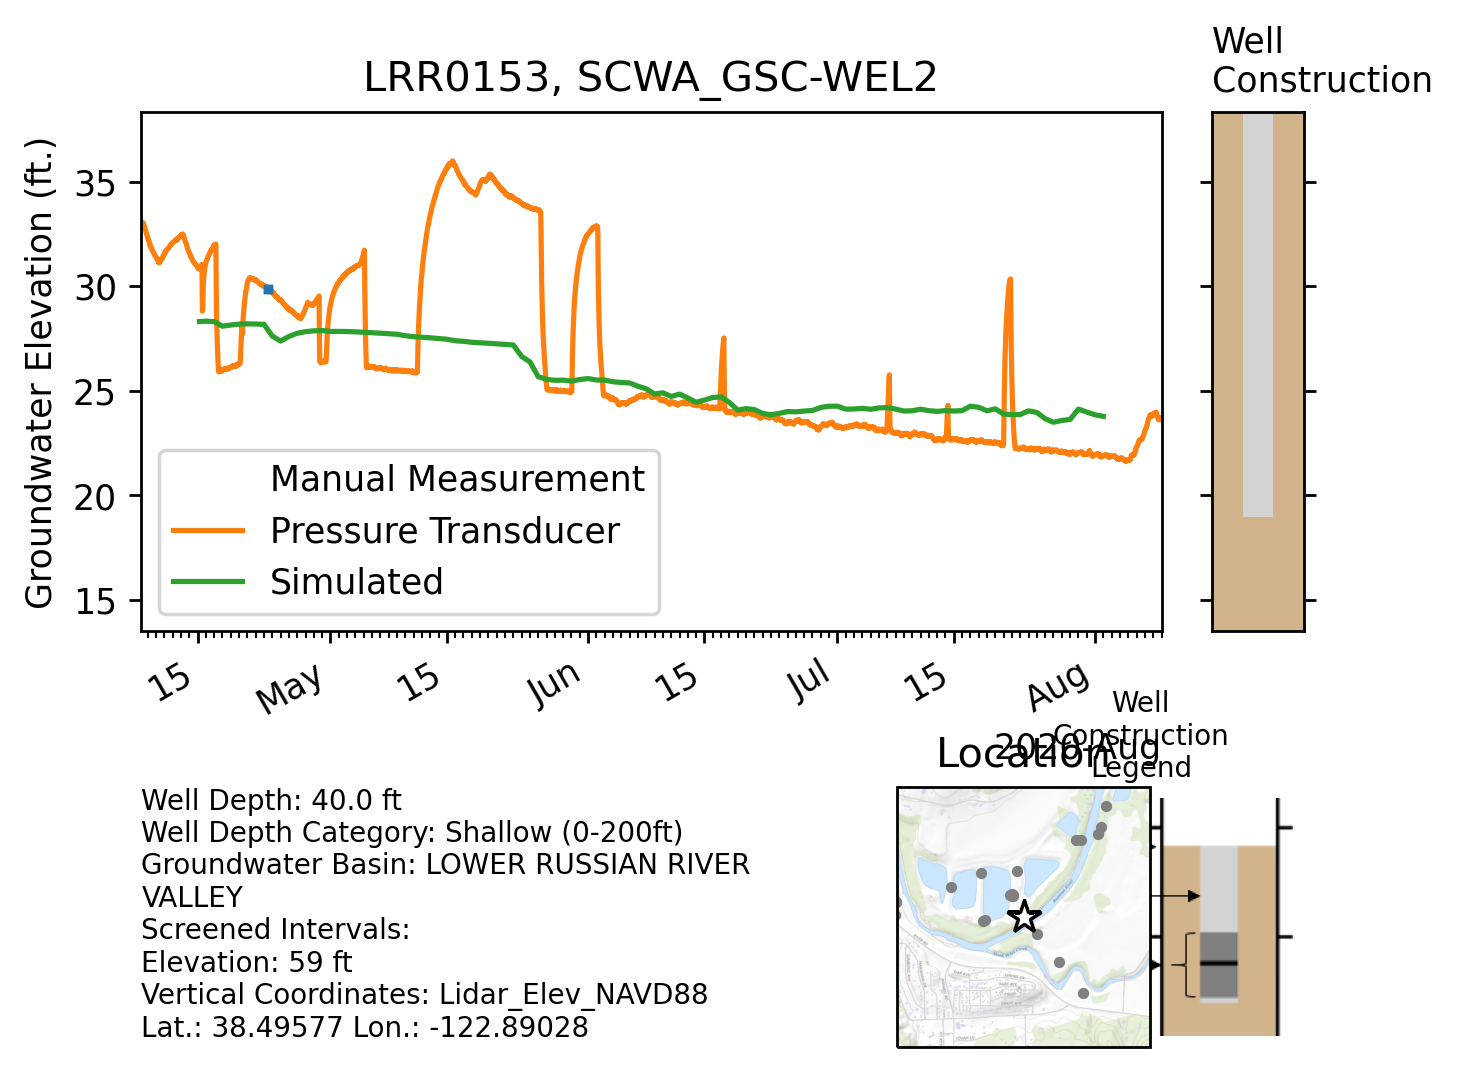 Well
Construction
LRR0153, SCWA_GSC-WEL2
Groundwater Elevation (ft.)
35
30
25
20
15
Manual Measurement
Pressure Transducer
Simulated
15
May
15
Jun
15
Jul
15
Aug
2020-Aug
Location
Well
Construction
Legend
Well Depth: 40.0 ft
Well Depth Category: Shallow (0-200ft)
Groundwater Basin: LOWER RUSSIAN RIVER
VALLEY
Screened Intervals:
Elevation: 59 ft
Vertical Coordinates: Lidar_Elev_NAVD88
Lat.: 38.49577 Lon.: -122.89028